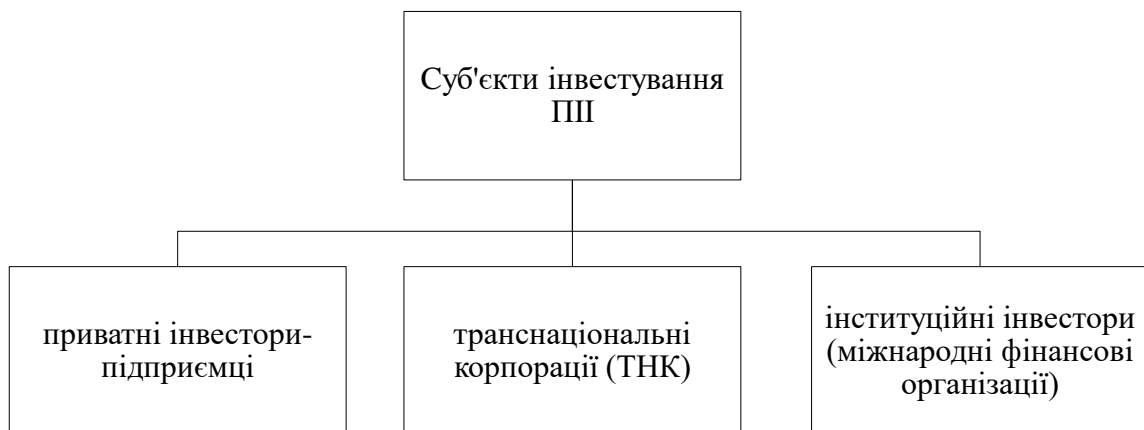 Суб'єкти інвестування
ПІІ
приватні інвестори-
підприємці
транснаціональні
корпорації (ТНК)
інституційні інвестори
(міжнародні фінансові
організації)